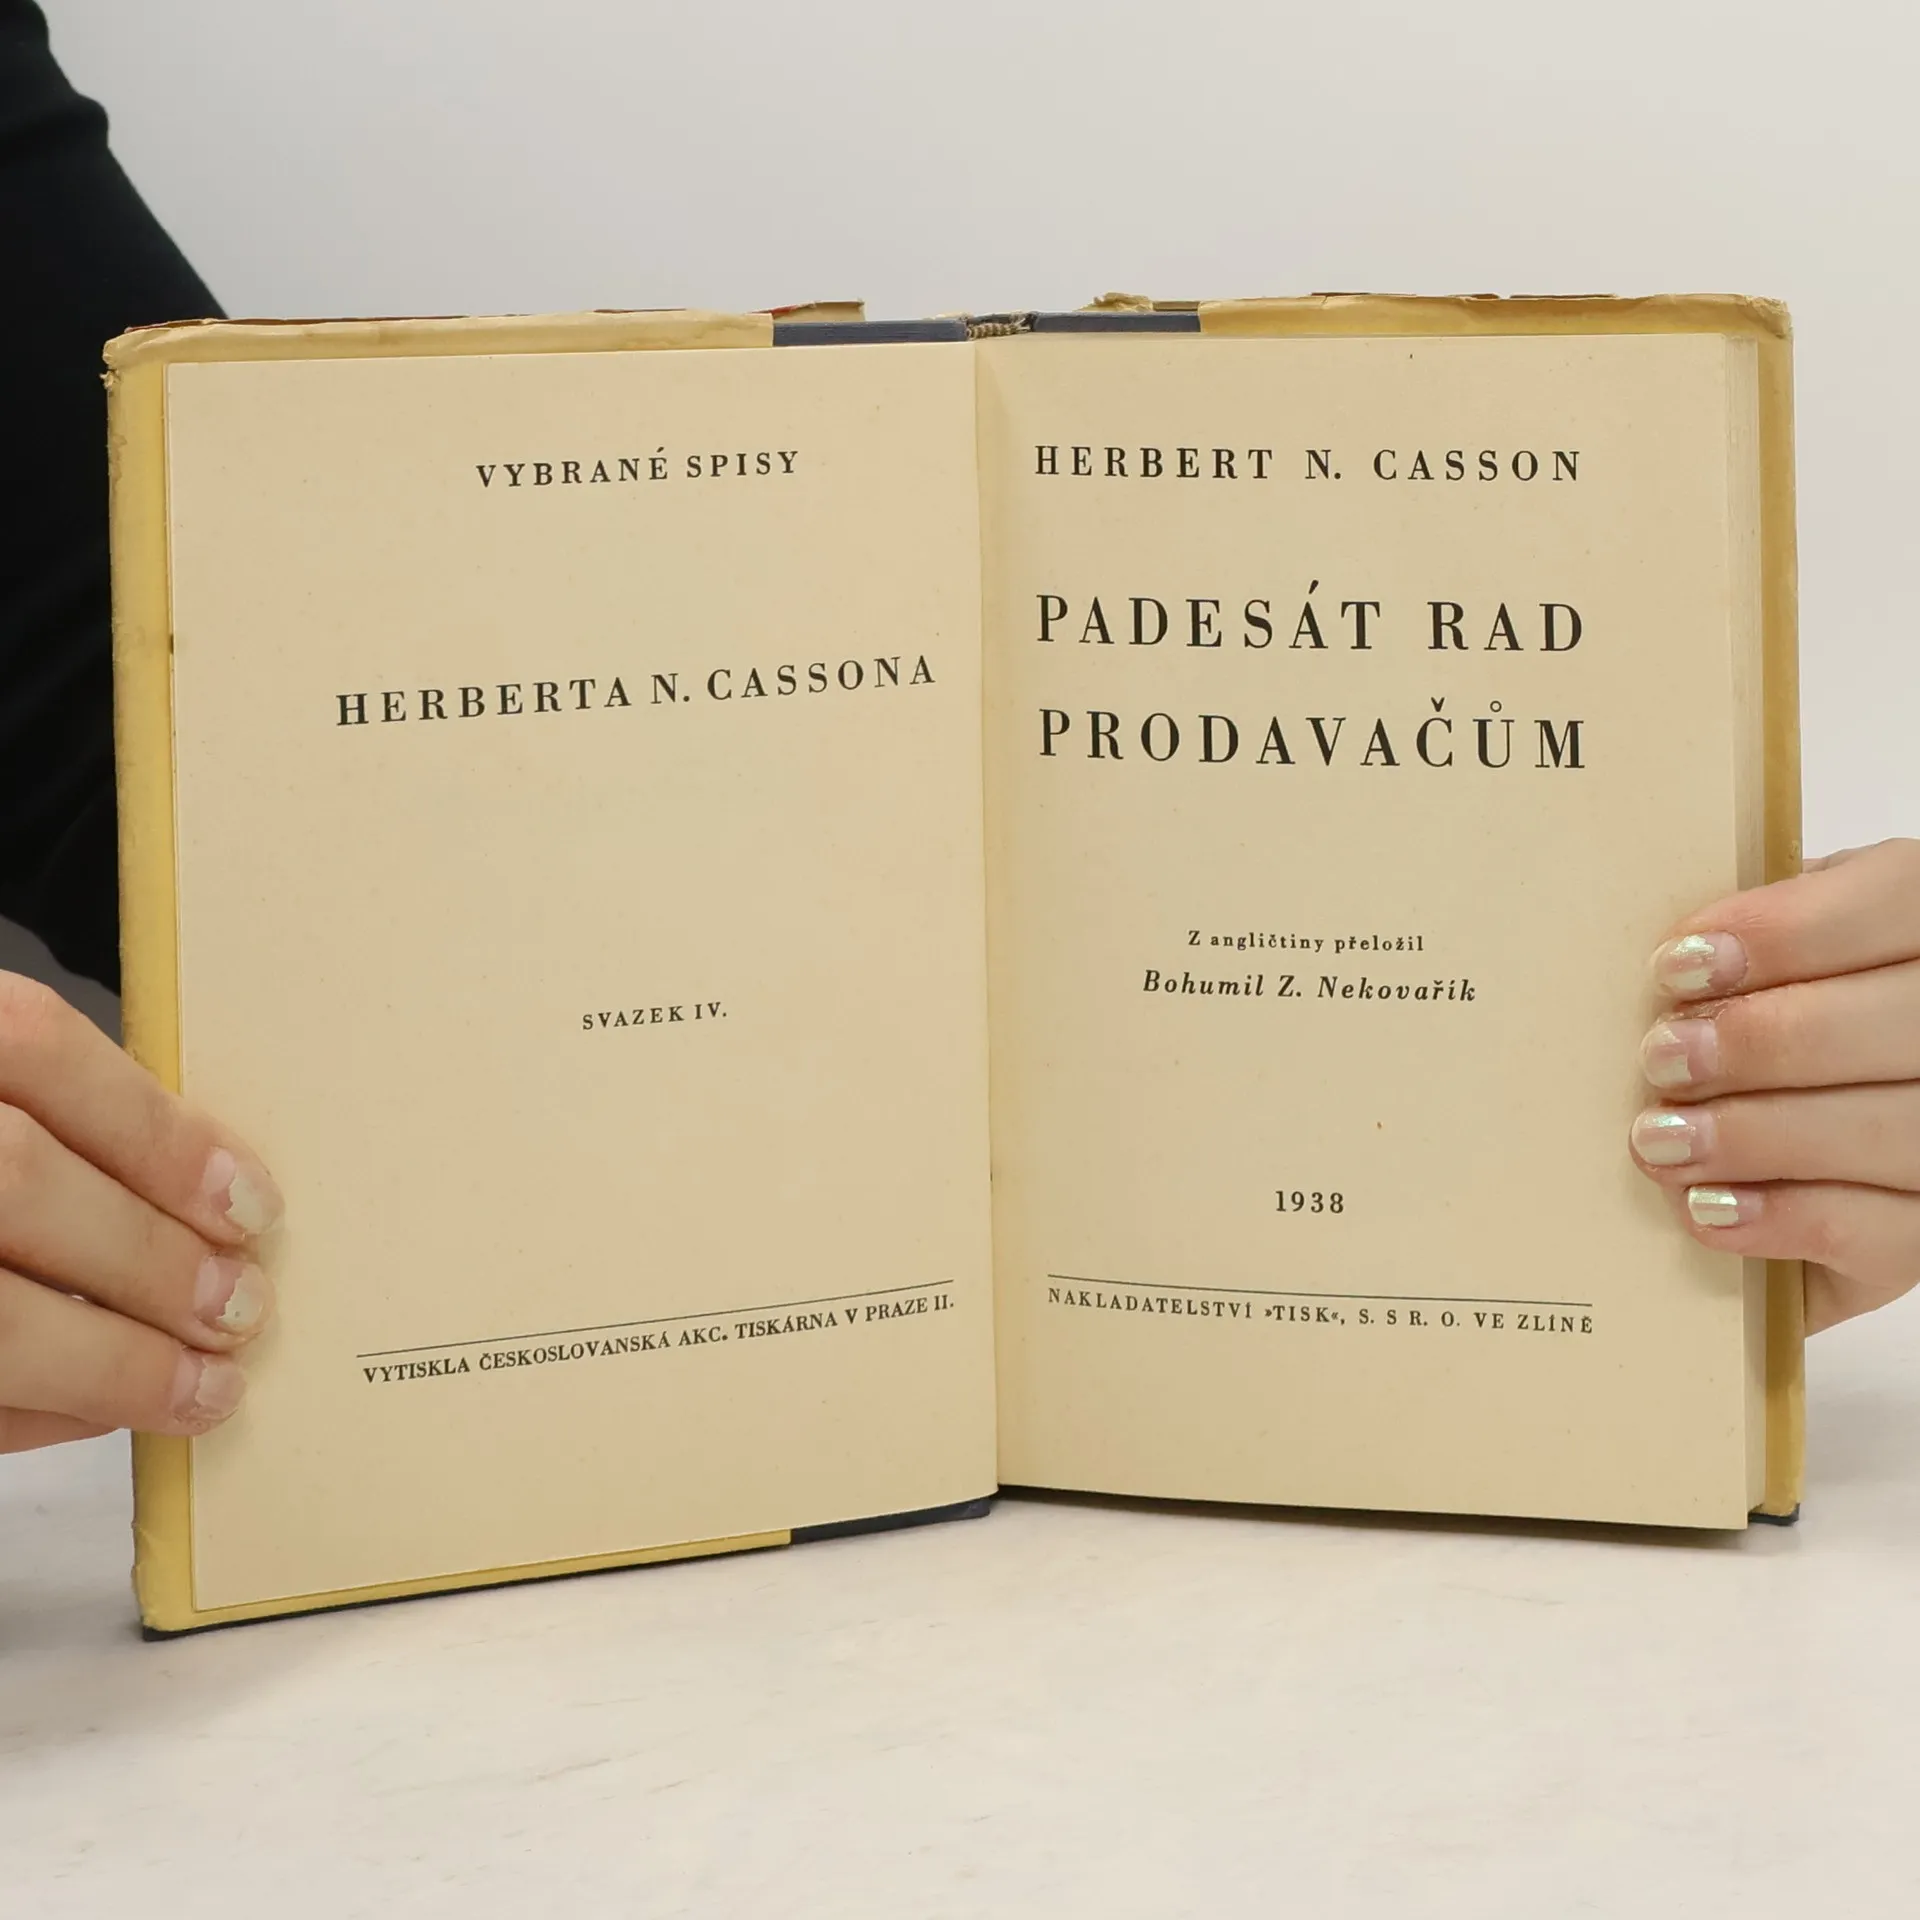 VYBRANÉ SPISY
HERBERTA N. CASSONA
SVAZEK IV.
VYTISKLA ČESKOSLOVANSKÁ AKC. TISKÁRNA V PRAZE II.
HERBERT N. CASSON
PADESÁT RAD
PRODAVAČŮM
Z angličtiny přeložil
Bohumil Z. Nekovařík
1938
NAKLADATELSTVÍ »TISK«, S. S R. O. VE ZLÍNĚ